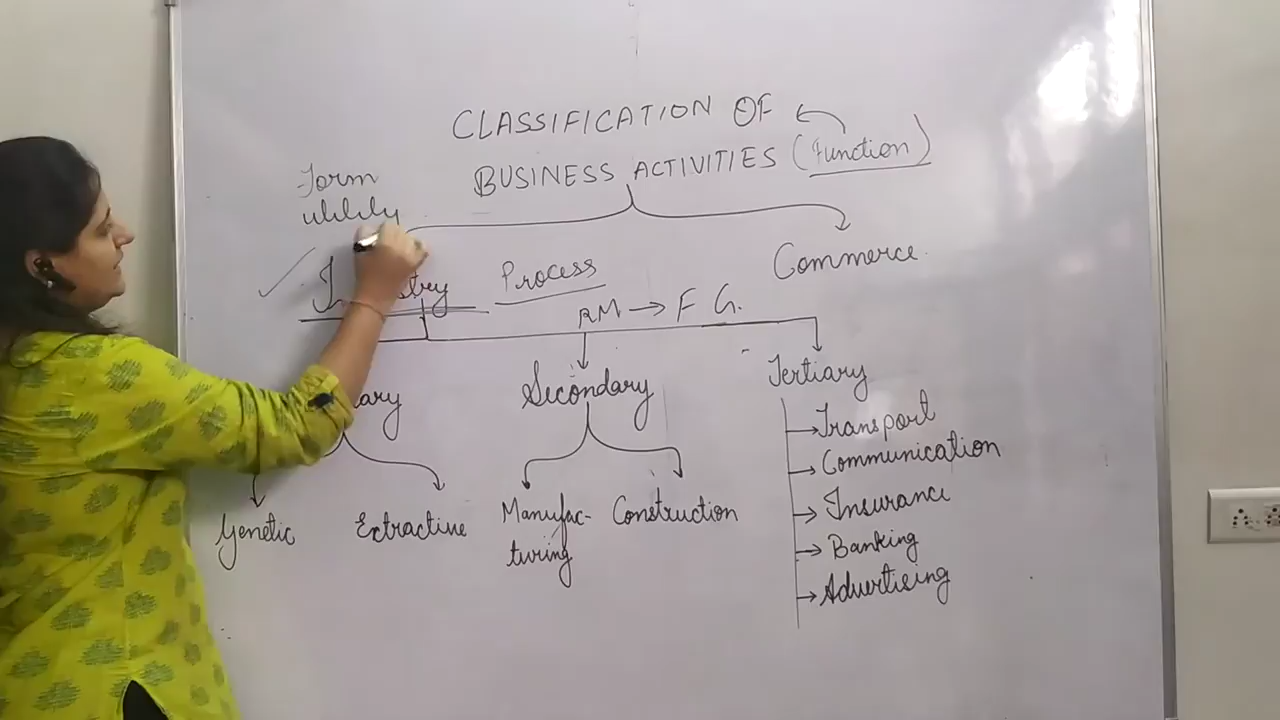 CLASSIFICATION OF
BUSINESS ACTIVITIES (Function)
Form
utility
Commerce
Process
RM → F G.
Secondary
Tertiary
Transport
Communication
Insurance
Banking
Advertising
Genetic
Extractive
Manufac-
turing
Construction